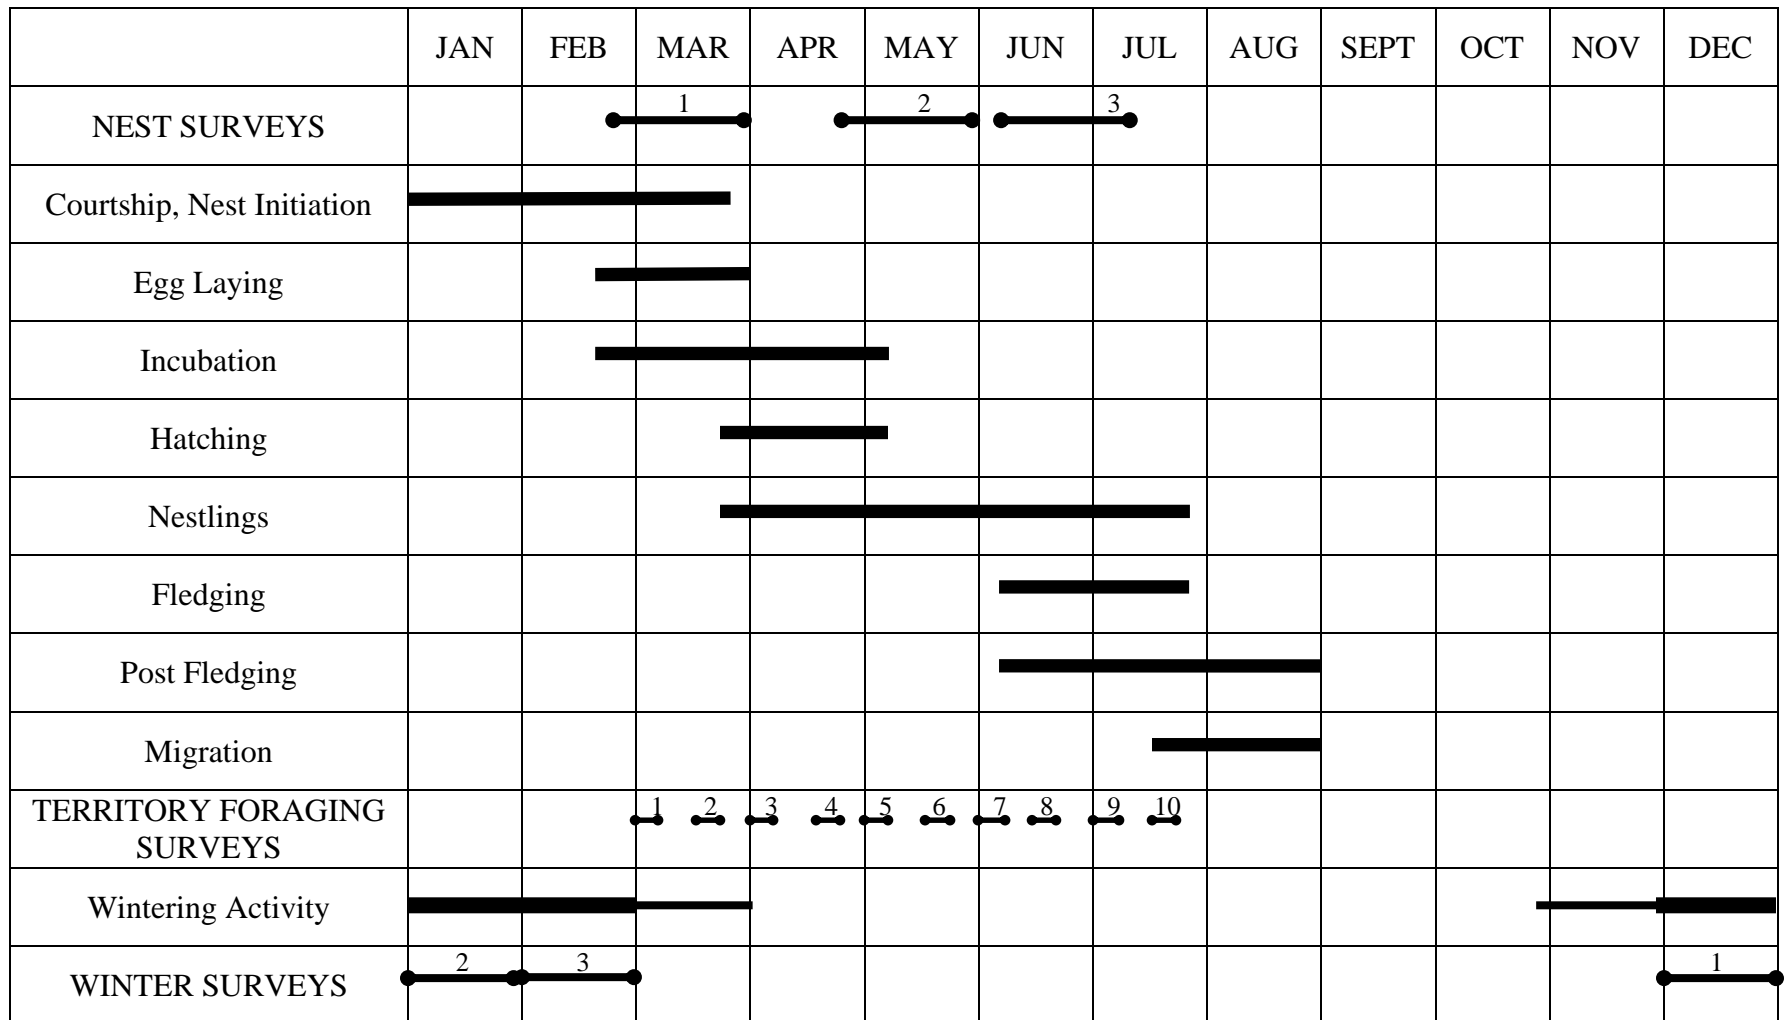 JAN FEB MAR APR MAY JUN JUL AUG SEPT OCT NOV DEC
NEST SURVEYS 1 2 3
Courtship, Nest Initiation
Egg Laying
Incubation
Hatching
Nestlings
Fledging
Post Fledging
Migration
TERRITORY FORAGING
SURVEYS
1 2 3 4 5 6 7 8 9 10
Wintering Activity
WINTER SURVEYS 2 3 1